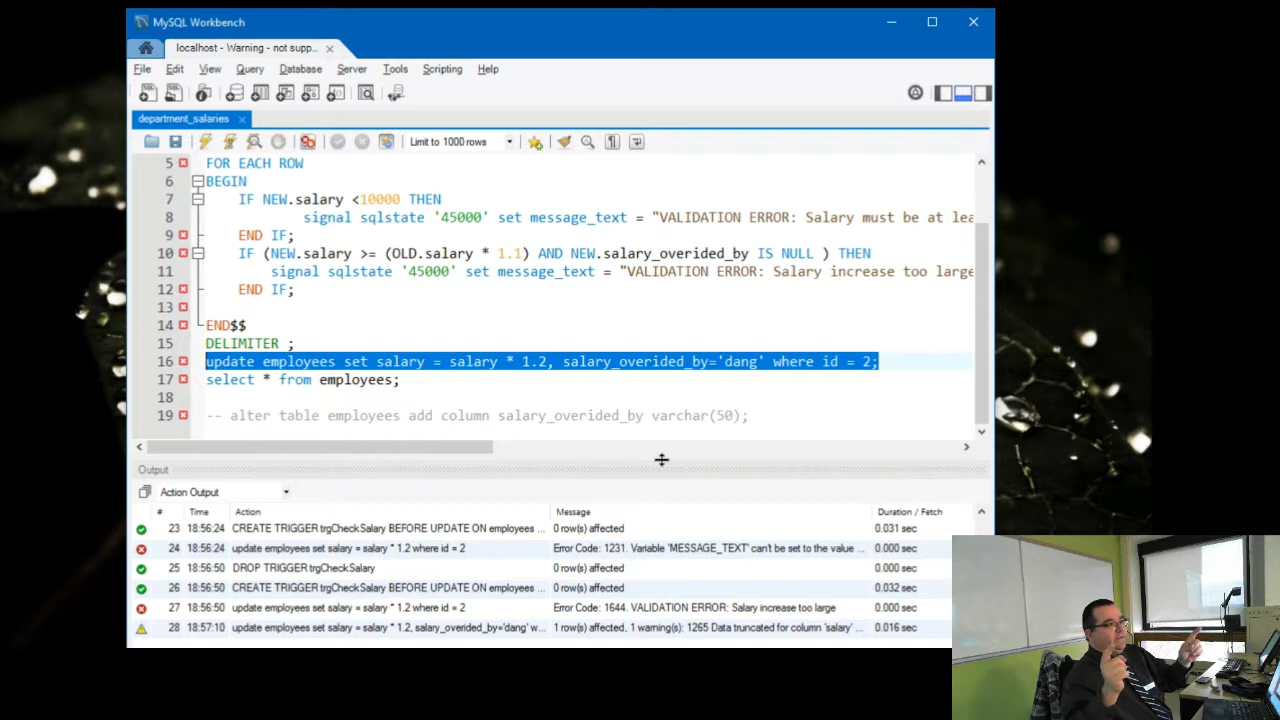 MySQL Workbench
localhost - Warning - not supp...
File Edit View Query Database Server Tools Scripting Help
department_salaries
Limit to 1000 rows
5 FOR EACH ROW
6 BEGIN
7 IF NEW.salary <10000 THEN
8 signal sqlstate '45000' set message_text = "VALIDATION ERROR: Salary must be at lea
9 END IF;
10 IF (NEW.salary >= (OLD.salary * 1.1) AND NEW.salary_overided_by IS NULL ) THEN
11 signal sqlstate '45000' set message_text = "VALIDATION ERROR: Salary increase too large
12 END IF;
13
14 END$$
15 DELIMITER ;
16 update employees set salary = salary * 1.2, salary_overided_by='dang' where id = 2;
17 select * from employees;
18
19 -- alter table employees add column salary_overided_by varchar(50);
Output
Action Output
# Time Action Message Duration / Fetch
23 18:56:24 CREATE TRIGGER trgCheckSalary BEFORE UPDATE ON employees ... 0 row(s) affected 0.031 sec
24 18:56:24 update employees set salary = salary * 1.2 where id = 2 Error Code: 1231. Variable 'MESSAGE_TEXT' can't be set to the value ... 0.000 sec
25 18:56:50 DROP TRIGGER trgCheckSalary 0 row(s) affected 0.000 sec
26 18:56:50 CREATE TRIGGER trgCheckSalary BEFORE UPDATE ON employees ... 0 row(s) affected 0.032 sec
27 18:56:50 update employees set salary = salary * 1.2 where id = 2 Error Code: 1644. VALIDATION ERROR: Salary increase too large 0.000 sec
28 18:57:10 update employees set salary = salary * 1.2, salary_overided_by='dang' w... 1 row(s) affected, 1 warning(s): 1265 Data truncated for column 'salary' ... 0.016 sec